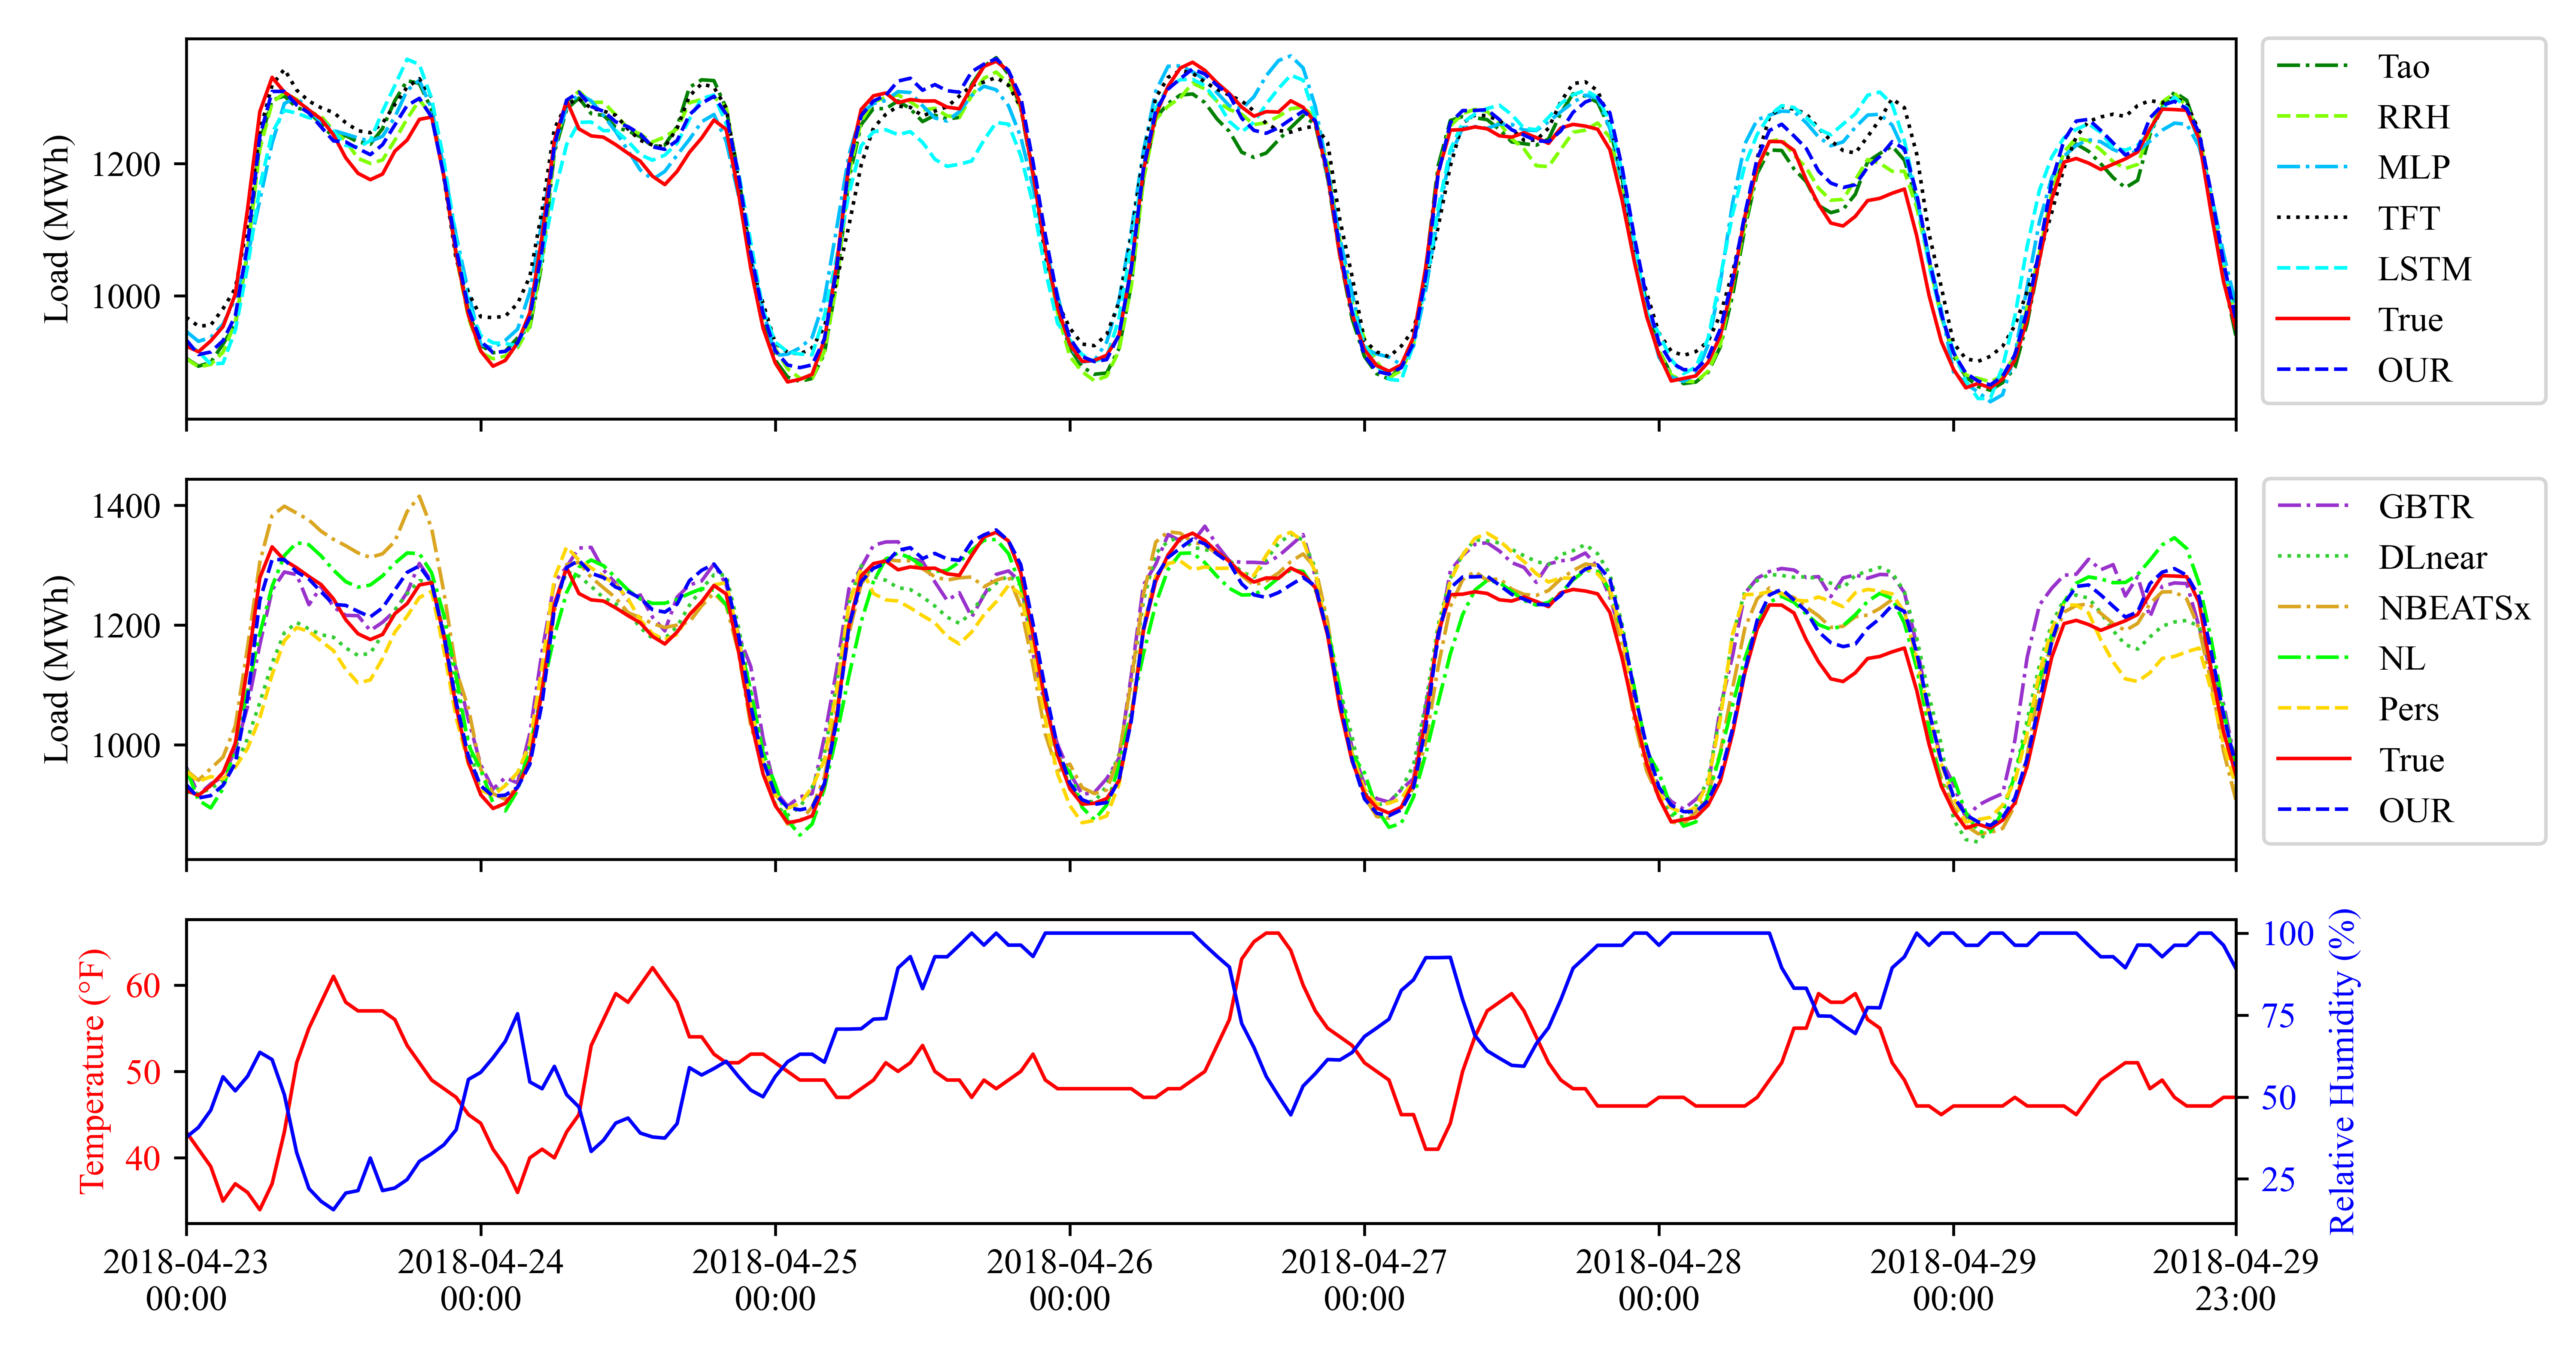 Load (MWh)
1200
1000
Tao
RRH
MLP
TFT
LSTM
True
OUR
Load (MWh)
1400
1200
1000
GBTR
DLnear
NBEATSx
NL
Pers
True
OUR
Temperature (°F)
60
50
40
100
75
50
25
Relative Humidity (%)
2018-04-23 2018-04-24 2018-04-25 2018-04-26 2018-04-27 2018-04-28 2018-04-29 2018-04-29
00:00 00:00 00:00 00:00 00:00 00:00 00:00 23:00